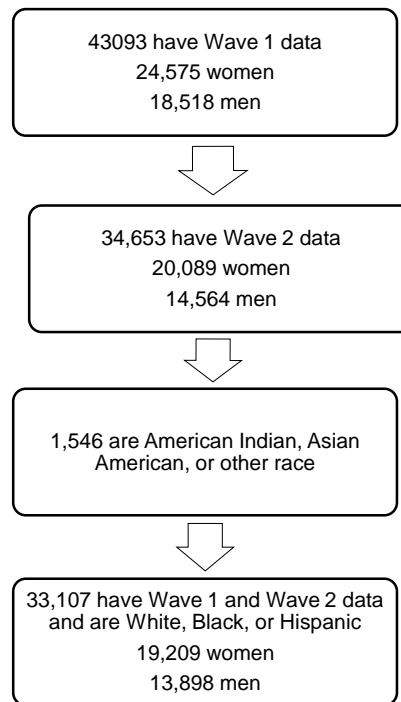 43093 have Wave 1 data
24,575 women
18,518 men
34,653 have Wave 2 data
20,089 women
14,564 men
1,546 are American Indian, Asian
American, or other race
33,107 have Wave 1 and Wave 2 data
and are White, Black, or Hispanic
19,209 women
13,898 men